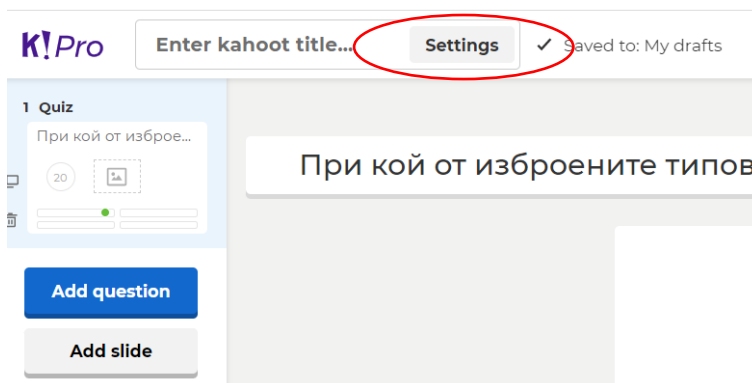 K! Pro
Enter kahoot title...
Settings
Saved to: My drafts
1 Quiz
При кой от изброе...
20
При кой от изброените типов
Add question
Add slide